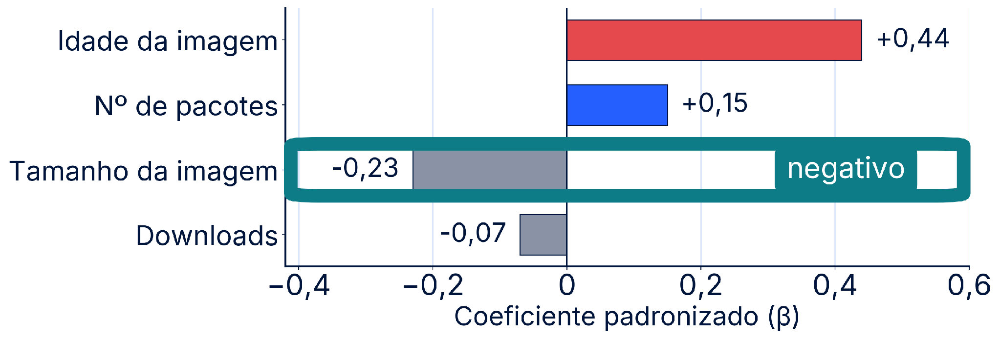 Idade da imagem +0,44
Nº de pacotes +0,15
Tamanho da imagem -0,23 negativo
Downloads -0,07
−0,4 −0,2 0 0,2 0,4 0,6
Coeficiente padronizado (β)